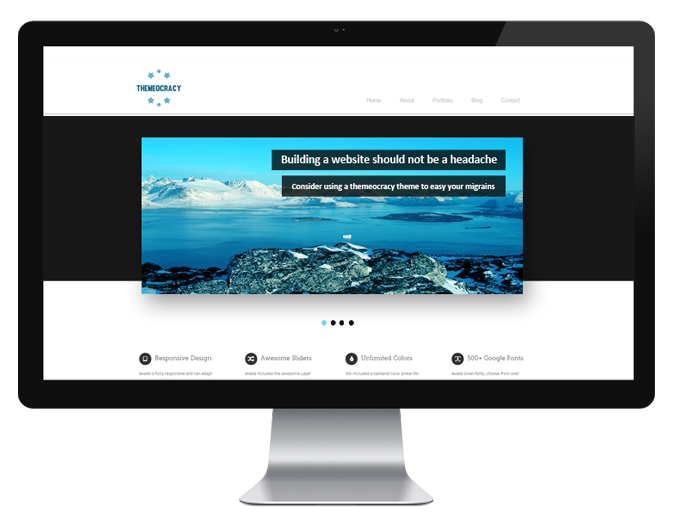 THEMEOCRACY
Home About Portfolio Blog Contact
Building a website should not be a headache
Consider using a themeocracy theme to easy your migrains
Responsive Design Awesome Sliders Unlimited Colors 500+ Google Fonts
Avada is fully responsive and can adapt Avada includes the awesome Layer We included a backend color picker for Avada loves fonts, choose from over